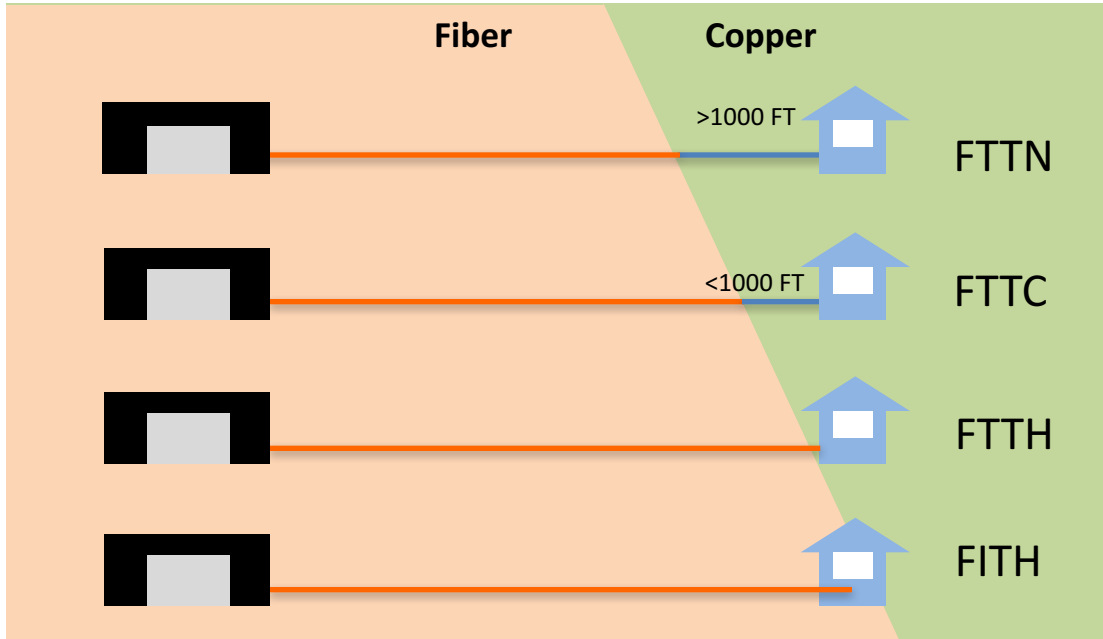 Fiber
Copper
>1000 FT
FTTN
<1000 FT
FTTC
FTTH
FITH